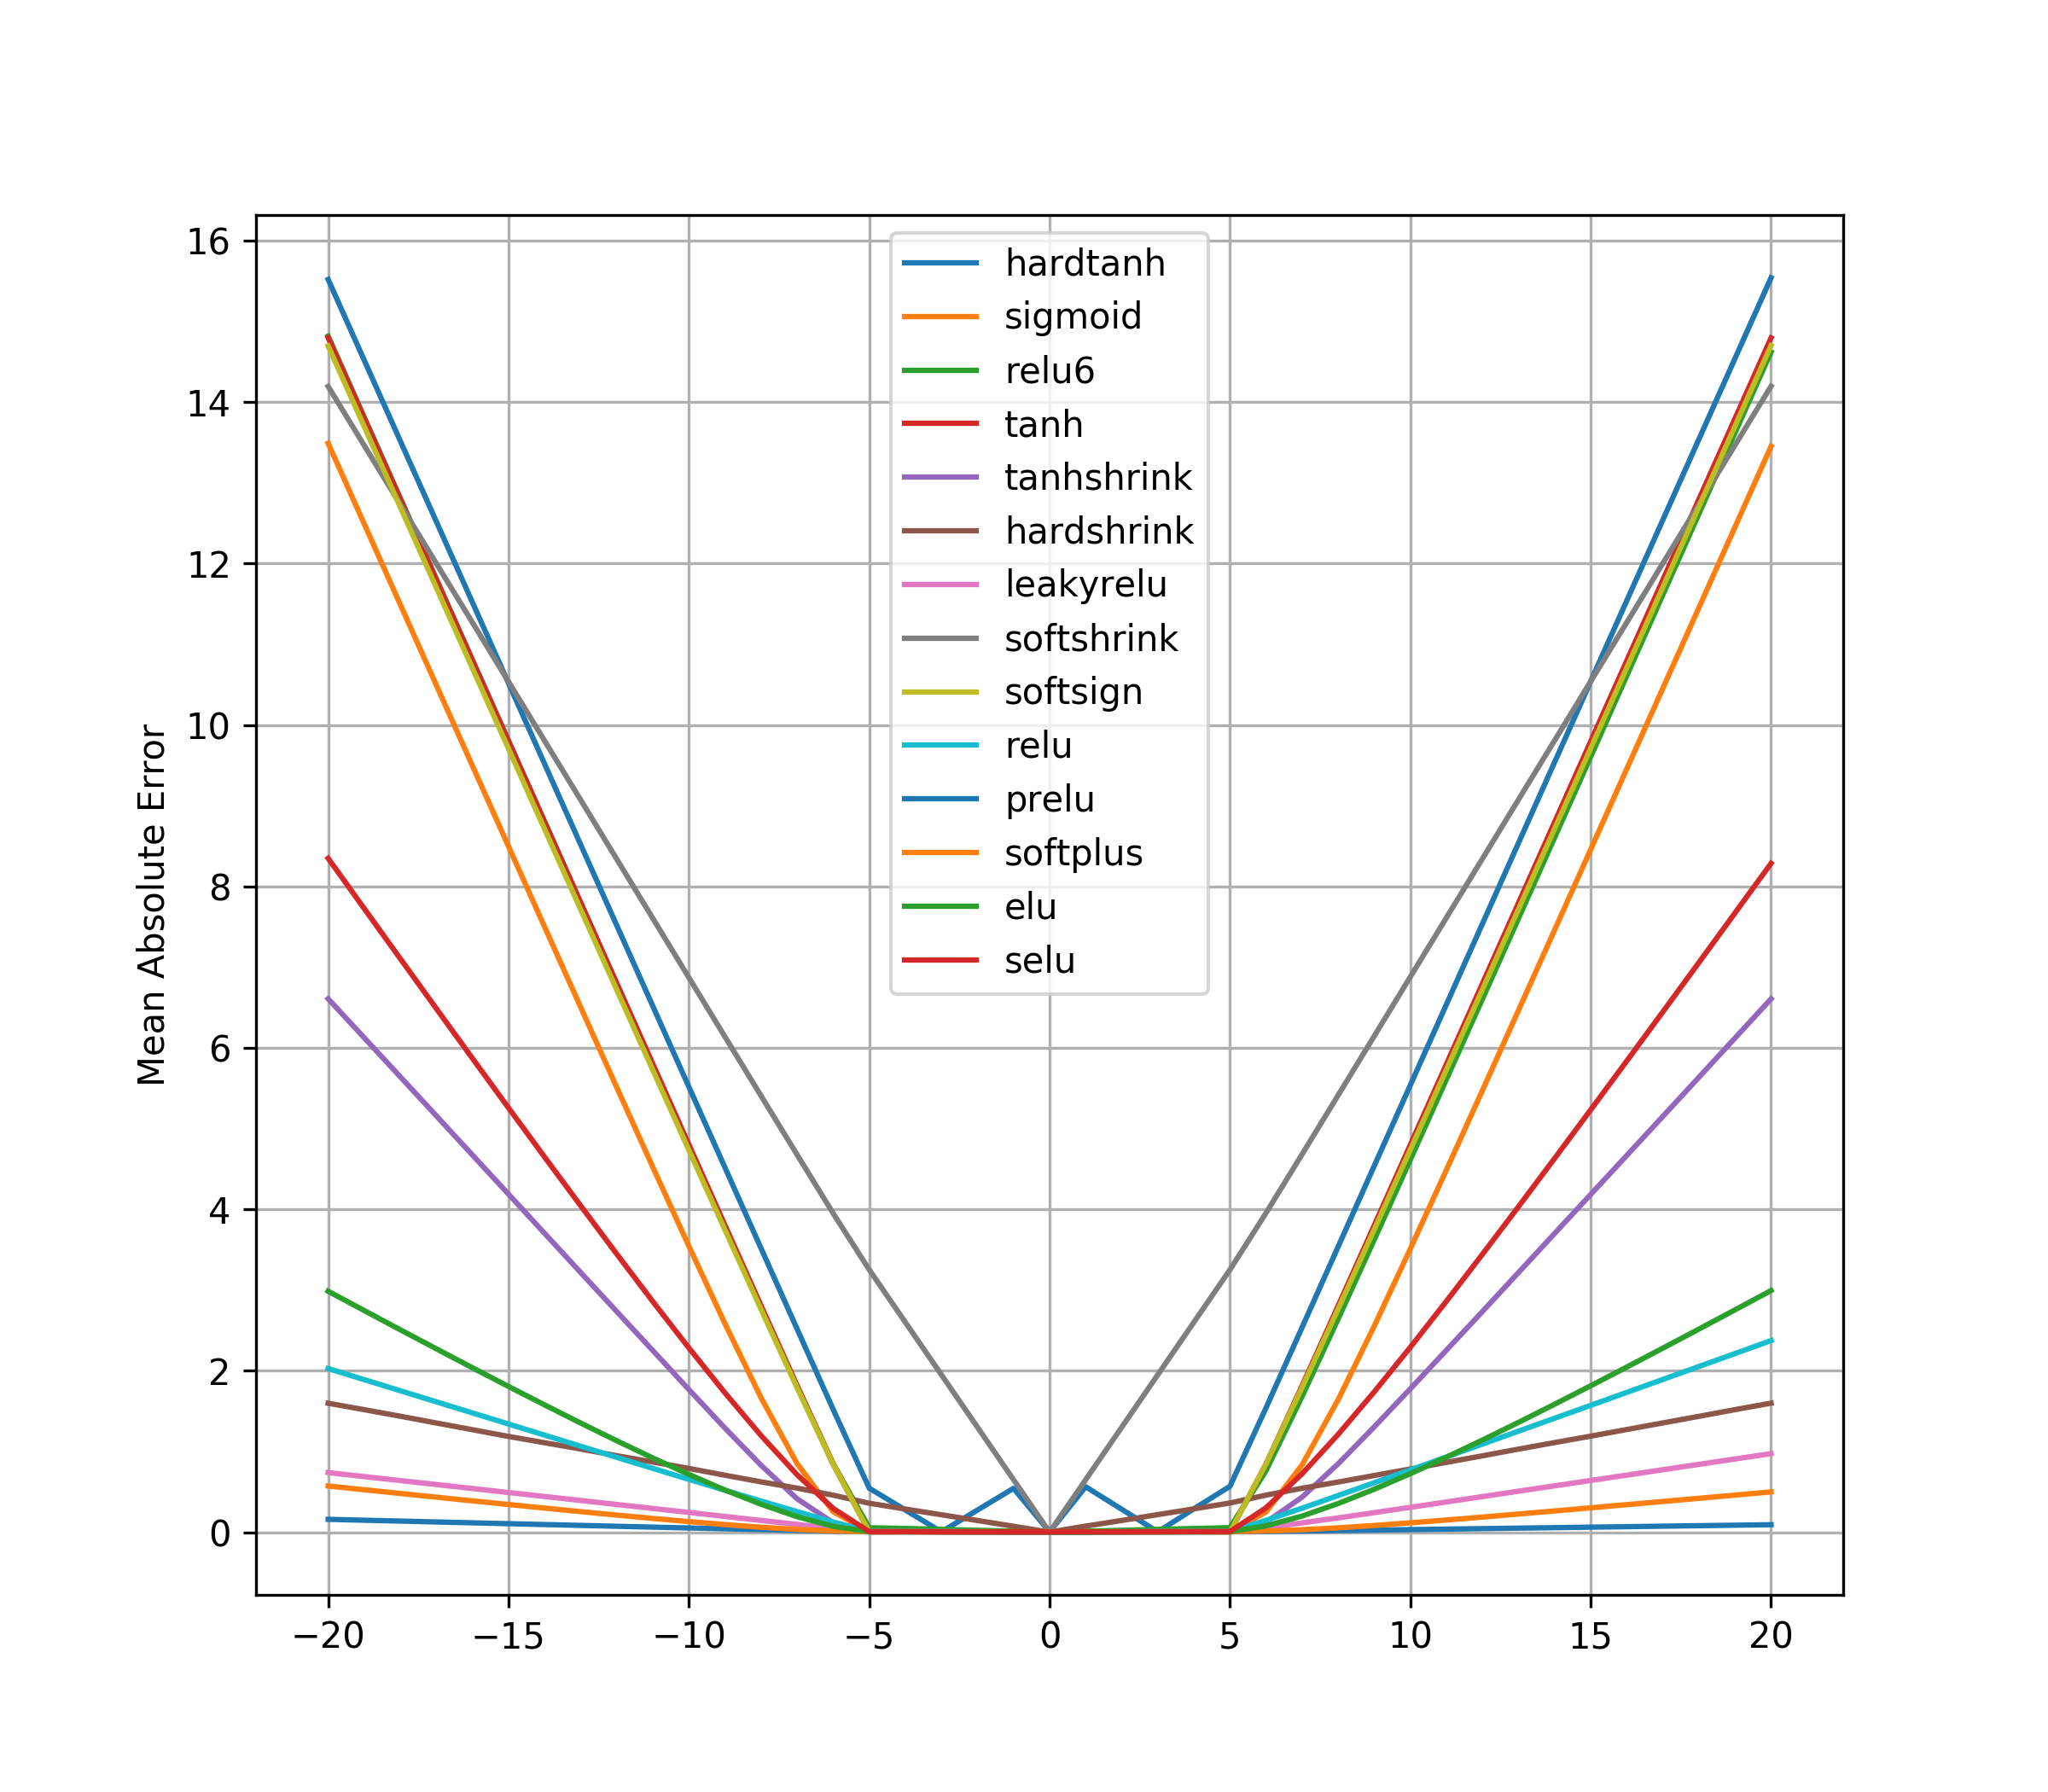 Mean Absolute Error
16
14
12
10
8
6
4
2
0
−20
−15
−10
−5
0
5
10
15
20
hardtanh
sigmoid
relu6
tanh
tanhshrink
hardshrink
leakyrelu
softshrink
softsign
relu
prelu
softplus
elu
selu